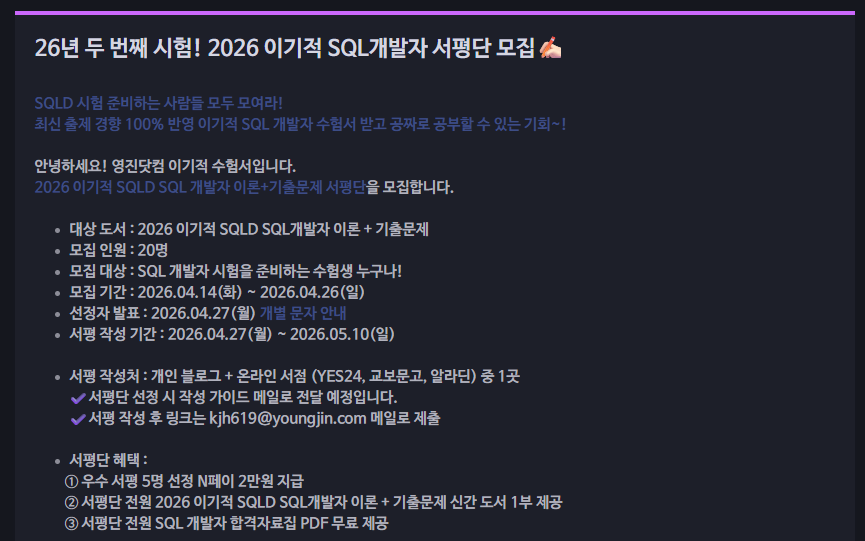 26년 두 번째 시험! 2026 이기적 SQL개발자 서평단 모집✍🏻
SQLD 시험 준비하는 사람들 모두 모여라!
최신 출제 경향 100% 반영 이기적 SQL 개발자 수험서 받고 공짜로 공부할 수 있는 기회~!
안녕하세요! 영진닷컴 이기적 수험서입니다.
2026 이기적 SQLD SQL 개발자 이론+기출문제 서평단을 모집합니다.
• 대상 도서 : 2026 이기적 SQLD SQL개발자 이론 + 기출문제
• 모집 인원 : 20명
• 모집 대상 : SQL 개발자 시험을 준비하는 수험생 누구나!
• 모집 기간 : 2026.04.14(화) ~ 2026.04.26(일)
• 선정자 발표 : 2026.04.27(월) 개별 문자 안내
• 서평 작성 기간 : 2026.04.27(월) ~ 2026.05.10(일)
• 서평 작성처 : 개인 블로그 + 온라인 서점 (YES24, 교보문고, 알라딘) 중 1곳
✔서평단 선정 시 작성 가이드 메일로 전달 예정입니다.
✔서평 작성 후 링크는 kjh619@youngjin.com 메일로 제출
• 서평단 혜택 :
① 우수 서평 5명 선정 N페이 2만원 지급
② 서평단 전원 2026 이기적 SQLD SQL개발자 이론 + 기출문제 신간 도서 1부 제공
③ 서평단 전원 SQL 개발자 합격자료집 PDF 무료 제공